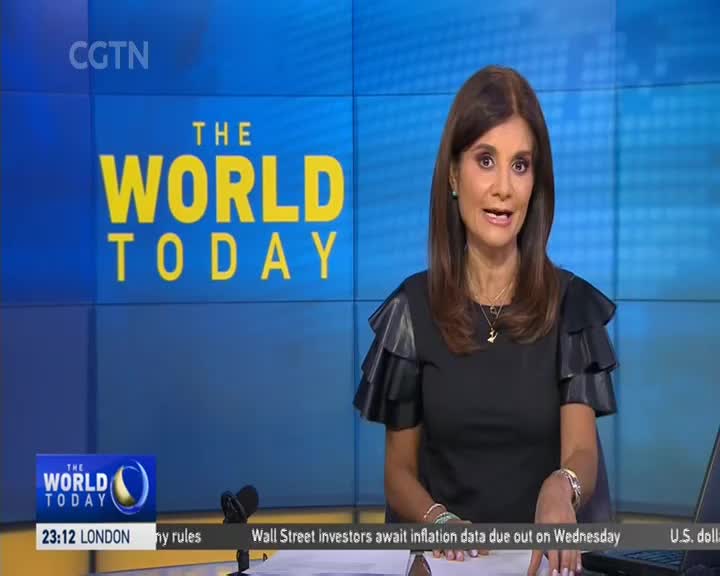 CGTN
THE
WORLD
TODAY
THE
WORLD
TODAY
23:12 LONDON
ny rules Wall Street investors await inflation data due out on Wednesday U.S. doll